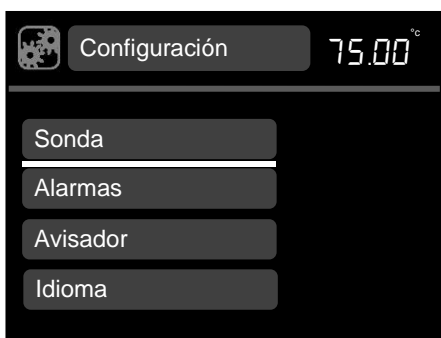 Configuración 75.00°c
Sonda
Alarmas
Avisador
Idioma